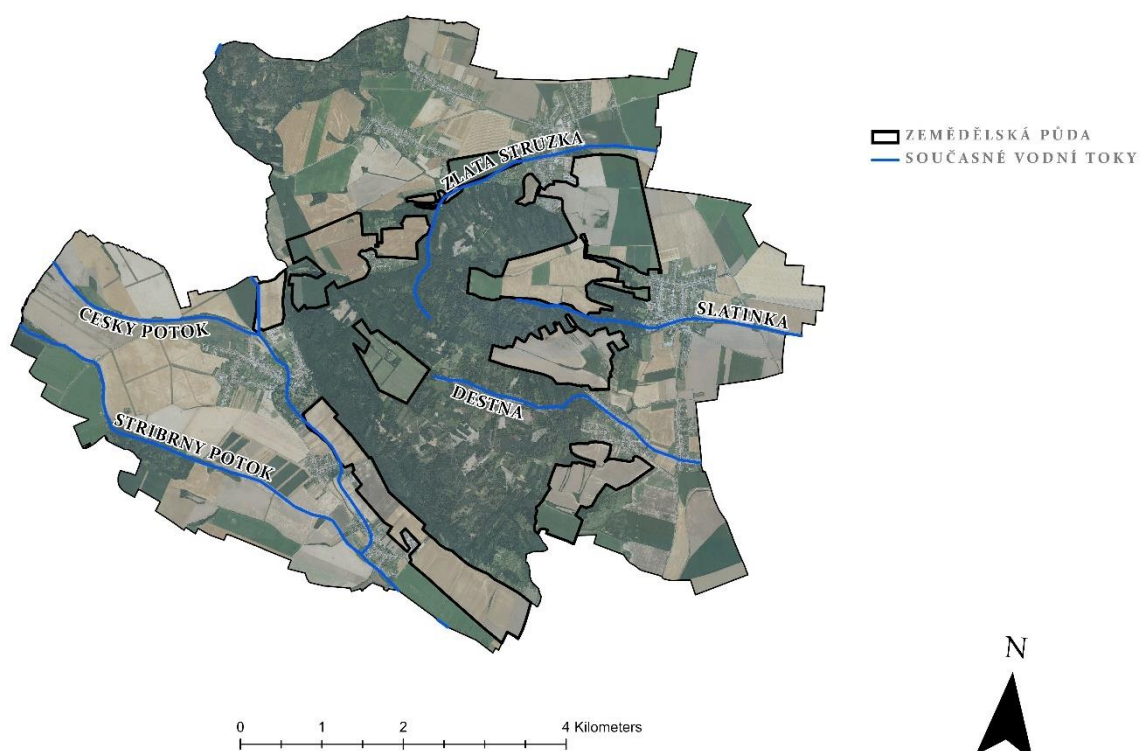 ZLATA STRUZKA
ZEMĚDĚLSKÁ PŮDA
SOUČASNÉ VODNÍ TOKY
CESKY POTOK
SLATINKA
DESTNA
STRIBRNY POTOK
N
0 1 2 4 Kilometers